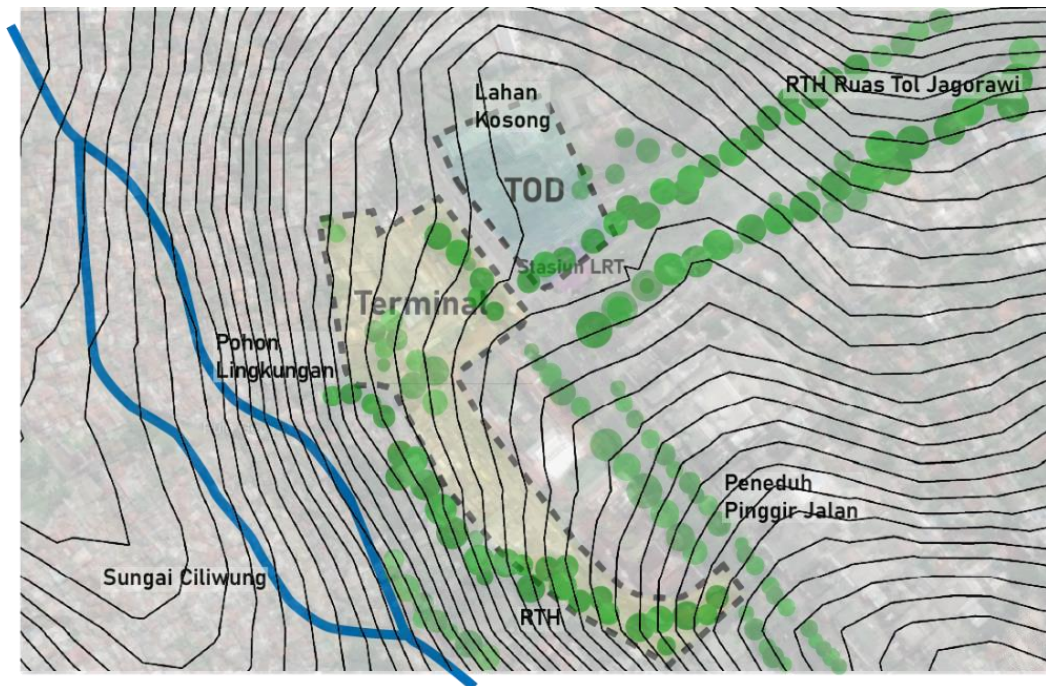 Lahan
Kosong
RTH Ruas Tol Jagorawi
TOD
Stasiun LRT
Terminal
Pohon
Lingkungan
Peneduh
Pinggir Jalan
Sungai Ciliwung
RTH